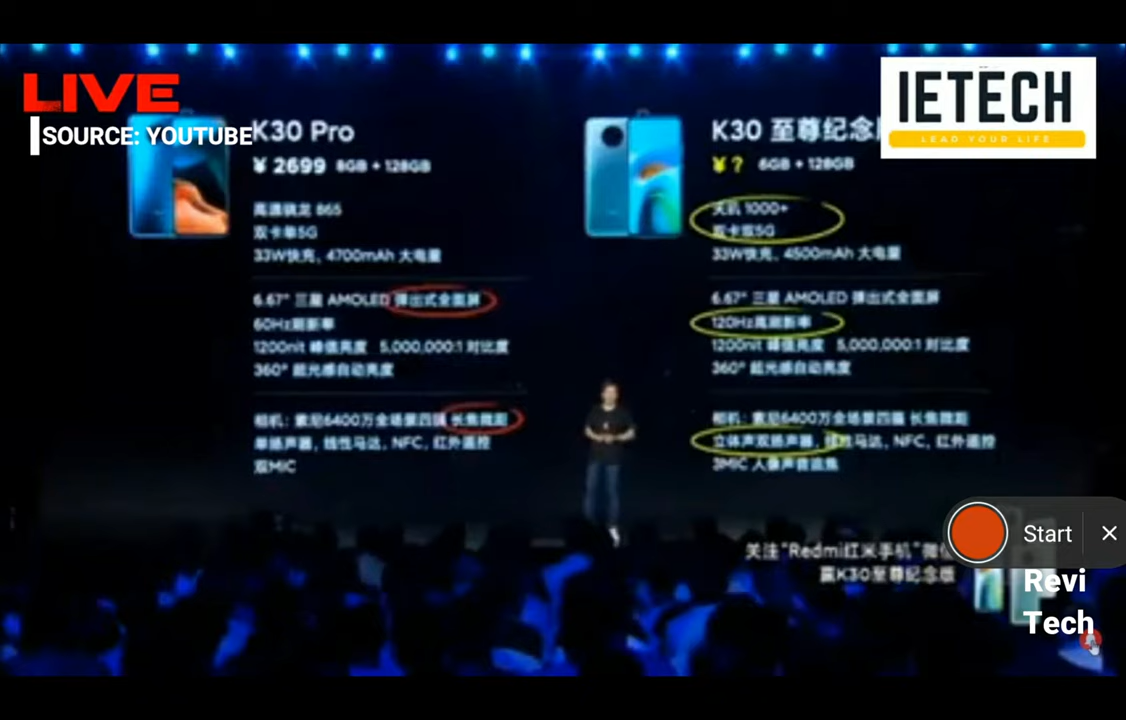 LIVE
SOURCE: YOUTUBE
IETECH
LEAD YOUR LIFE
K30 Pro
¥ 2699 8GB + 128GB
高通骁龙 865
双卡单5G
33W快充，4700mAh 大电量
6.67" 三星 AMOLED 弹出式全面屏
60Hz刷新率
1200nit 峰值亮度 5,000,000:1 对比度
360° 超光感自动亮度
相机：索尼6400万全场景四摄 长焦微距
单扬声器，线性马达、NFC、红外遥控
双MIC
K30 至尊纪念
¥ ? 6GB + 128GB
天玑 1000+
双卡双5G
33W快充，4500mAh 大电量
6.67" 三星 AMOLED 弹出式全面屏
120Hz高刷新率
1200nit 峰值亮度 5,000,000:1 对比度
360° 超光感自动亮度
相机：索尼6400万全场景四摄 长焦微距
立体声双扬声器，线性马达、NFC、红外遥控
3MIC 人像声音追焦
关注"Redmi红米手机"微信
赢K30至尊纪念版
Start
Revi
Tech